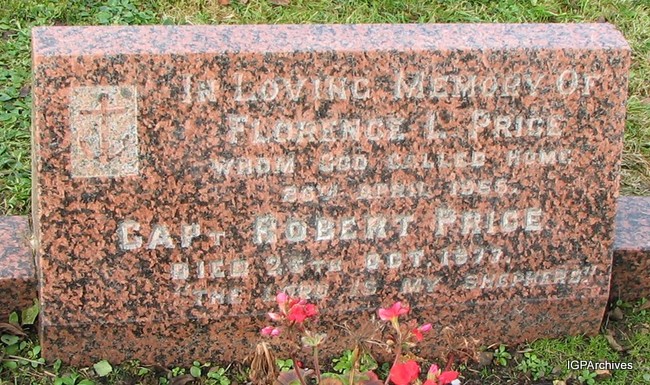 In Loving Memory Of
Florence L. Price
Whom God Called Home
April 1955.
Capt Robert Price
Died Oct. 1977.
"The Lord Is My Shepherd"
IGPArchives